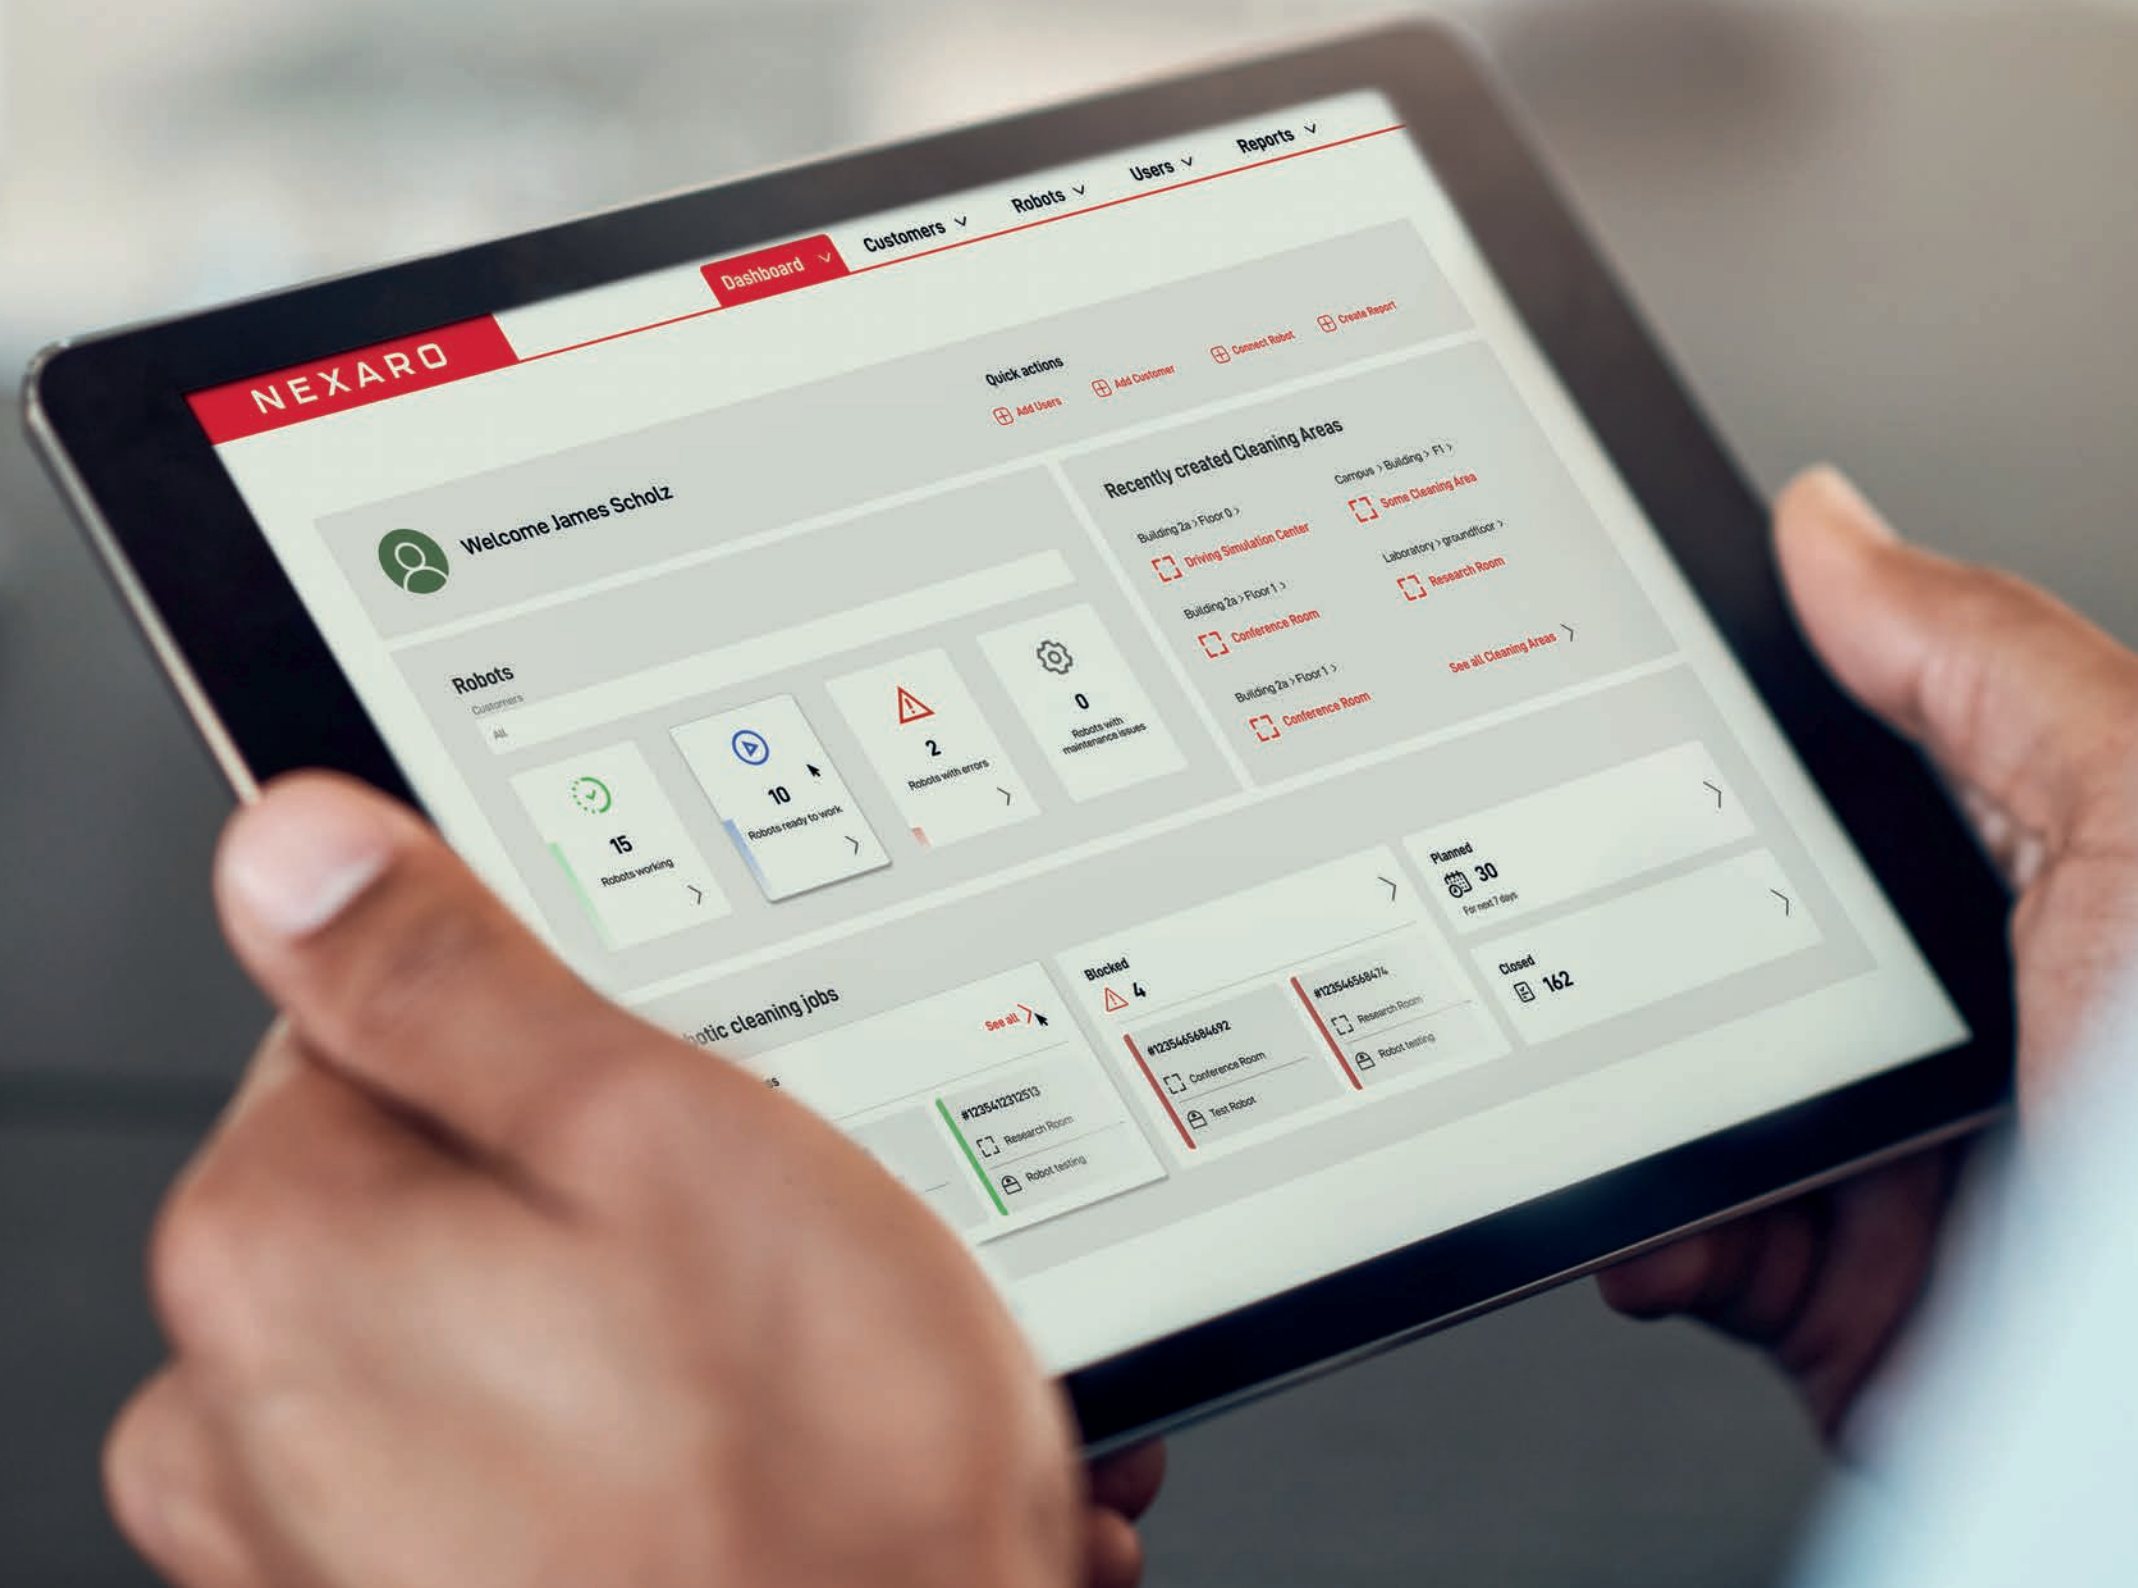 NEXARO
Dashboard
Customers
Robots
Users
Reports
Welcome James Scholz
Quick actions
Add Users
Add Customer
Connect Robot
Create Report
Robots
Customers
All
15
Robots working
10
Robots ready to work
2
Robots with errors
0
Robots with
maintenance issues
Recently created Cleaning Areas
Building 2a > Floor 0 >
Driving Simulation Center
Campus > Building > F1 >
Some Cleaning Area
Building 2a > Floor 1 >
Conference Room
Laboratory > groundfloor >
Research Room
Building 2a > Floor 1 >
Conference Room
See all Cleaning Areas
cleaning jobs
See all
#1235412312513
Research Room
Robot testing
Blocked
4
#1235465684692
Conference Room
Test Robot
#123546568474
Research Room
Robot testing
Planned
30
For next 7 days
Closed
162